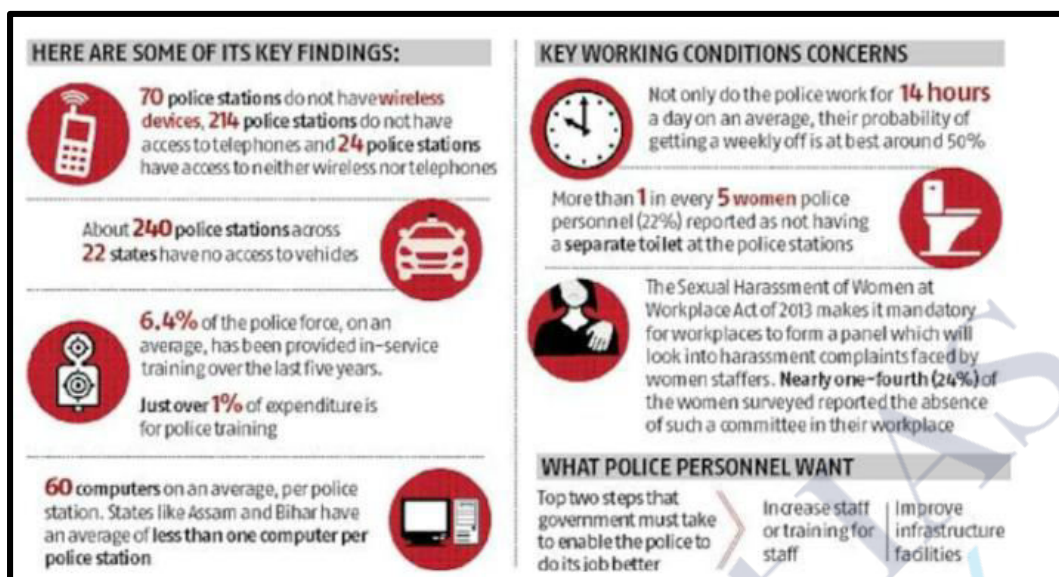 HERE ARE SOME OF ITS KEY FINDINGS:
70 police stations do not have wireless
devices, 214 police stations do not have
access to telephones and 24 police stations
have access to neither wireless nor telephones
About 240 police stations across
22 states have no access to vehicles
6.4% of the police force, on an
average, has been provided in-service
training over the last five years.
Just over 1% of expenditure is
for police training
60 computers on an average, per police
station. States like Assam and Bihar have
an average of less than one computer per
police station
KEY WORKING CONDITIONS CONCERNS
Not only do the police work for 14 hours
a day on an average, their probability of
getting a weekly off is at best around 50%
More than 1 in every 5 women police
personnel (22%) reported as not having
a separate toilet at the police stations
The Sexual Harassment of Women at
Workplace Act of 2013 makes it mandatory
for workplaces to form a panel which will
look into harassment complaints faced by
women staffers. Nearly one-fourth (24%) of
the women surveyed reported the absence
of such a committee in their workplace
WHAT POLICE PERSONNEL WANT
Top two steps that
government must take
to enable the police to
do its job better
Increase staff
or training for
staff
Improve
infrastructure
facilities
IAS